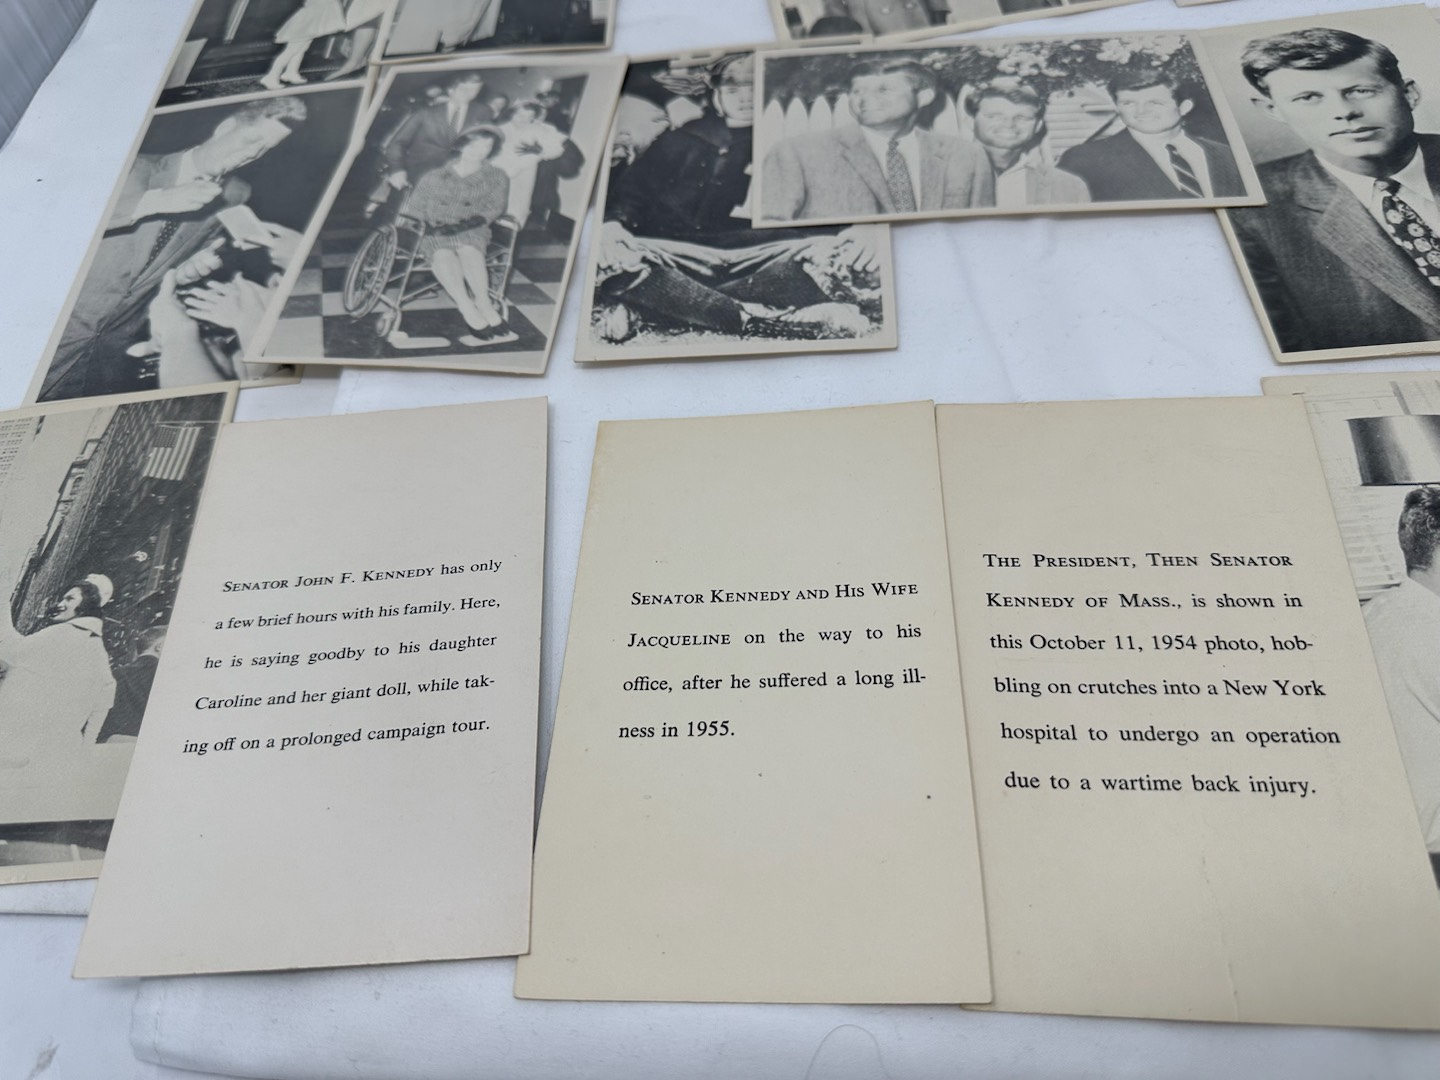 SENATOR JOHN F. KENNEDY has only
a few brief hours with his family. Here,
he is saying goodby to his daughter
Caroline and her giant doll, while tak-
ing off on a prolonged campaign tour.
SENATOR KENNEDY AND HIS WIFE
JACQUELINE on the way to his
office, after he suffered a long ill-
ness in 1955.
THE PRESIDENT, THEN SENATOR
KENNEDY OF MASS., is shown in
this October 11, 1954 photo, hob-
bling on crutches into a New York
hospital to undergo an operation
due to a wartime back injury.